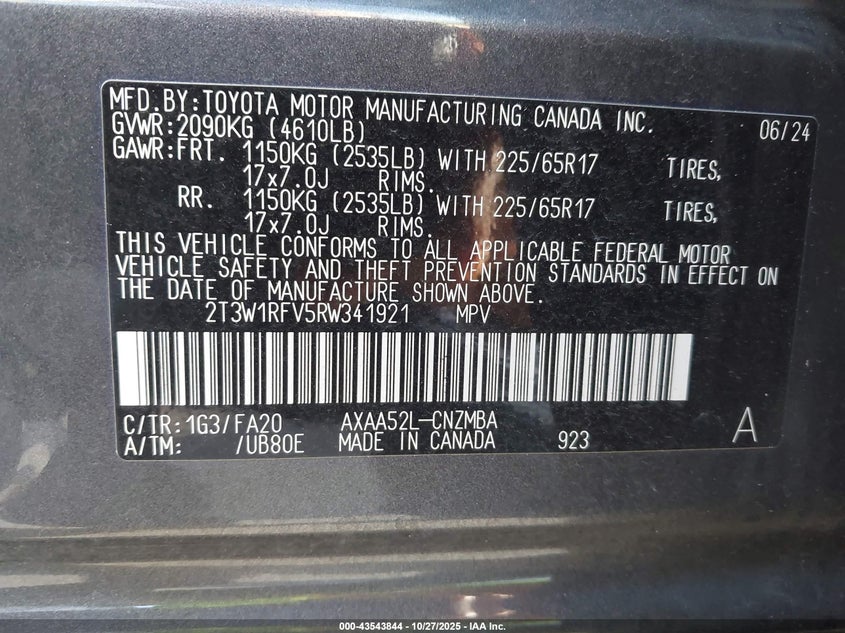 MFD.BY:TOYOTA MOTOR MANUFACTURING CANADA INC. 06/24
GVWR:2090KG (4610LB)
GAWR:FRT. 1150KG (2535LB) WITH 225/65R17 TIRES,
17x7.0J RIMS.
RR. 1150KG (2535LB) WITH 225/65R17 TIRES,
17x7.0J RIMS.
THIS VEHICLE CONFORMS TO ALL APPLICABLE FEDERAL MOTOR
VEHICLE SAFETY AND THEFT PREVENTION STANDARDS IN EFFECT ON
THE DATE OF MANUFACTURE SHOWN ABOVE.
2T3W1RFV5RW341921 MPV
C/TR:1G3/FA20 AXAA52L-CNZMBA
A/TM: /UB80E MADE IN CANADA 923 A
000-43543844 - 10/27/2025 - IAA Inc.